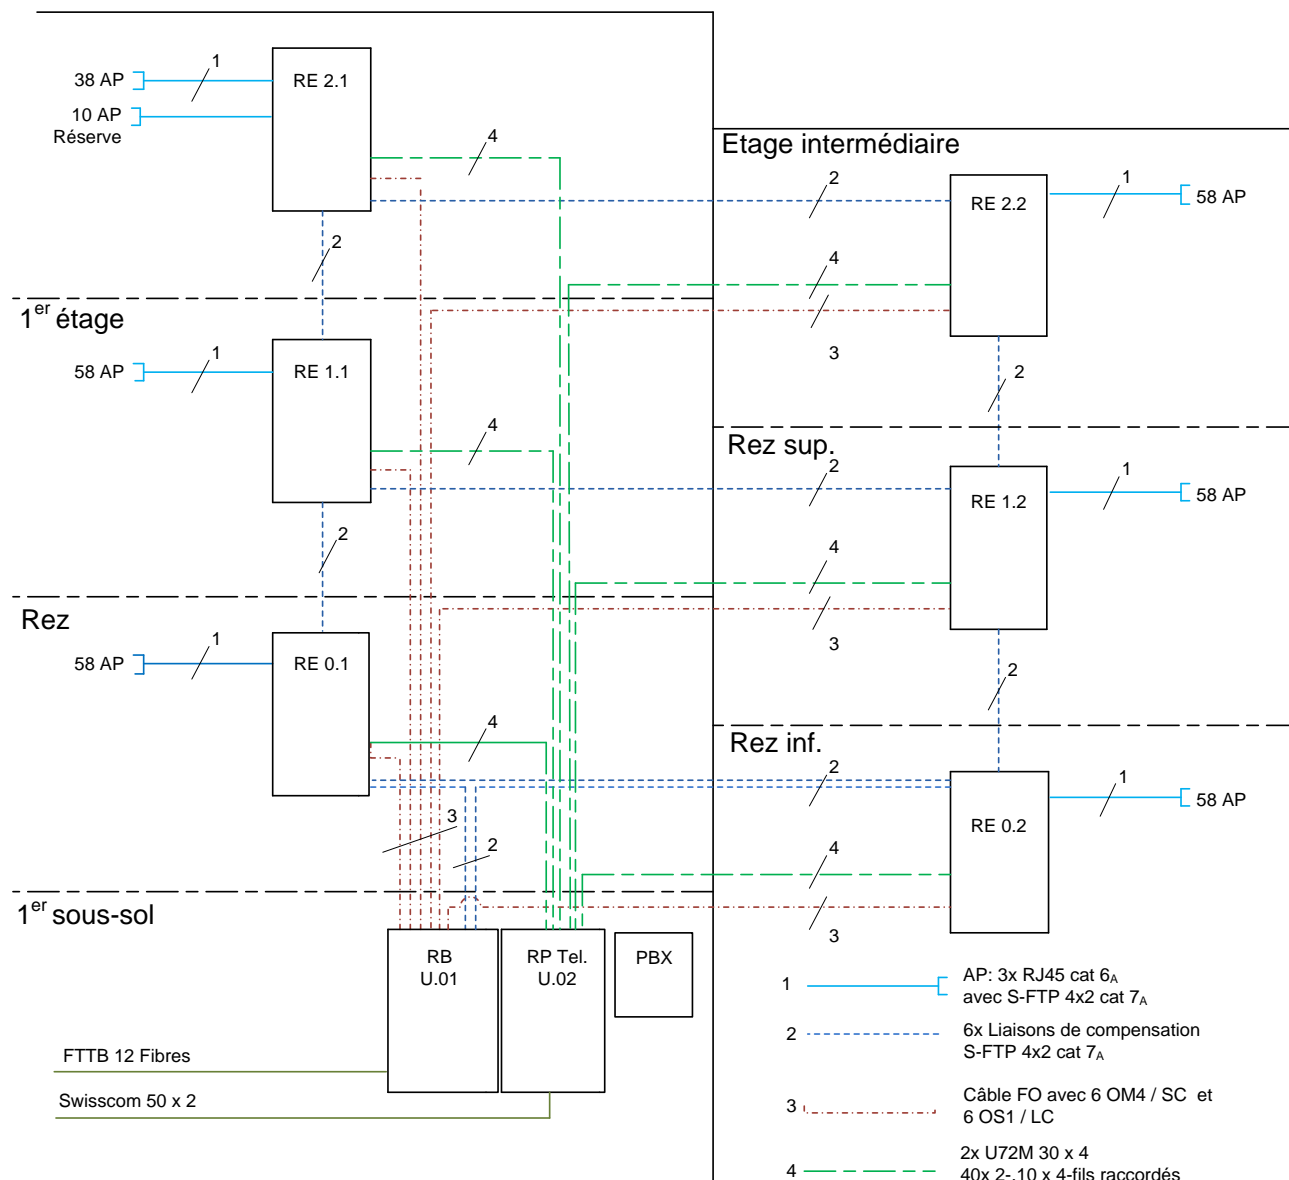 RE 2.1
38 AP
1
10 AP
Réserve
4
2
1er étage
RE 1.1
58 AP
1
4
2
Rez
RE 0.1
58 AP
1
4
3
2
1er sous-sol
RB
U.01
RP Tel.
U.02
PBX
FTTB 12 Fibres
Swisscom 50 x 2
Etage intermédiaire
2
RE 2.2
1
58 AP
4
3
2
Rez sup.
2
RE 1.2
1
58 AP
4
3
2
Rez inf.
2
RE 0.2
1
58 AP
4
3
1
AP: 3x RJ45 cat 6A
avec S-FTP 4x2 cat 7A
2
6x Liaisons de compensation
S-FTP 4x2 cat 7A
3
Câble FO avec 6 OM4 / SC et
6 OS1 / LC
4
2x U72M 30 x 4
40x 2-.10 x 4-fils raccordés